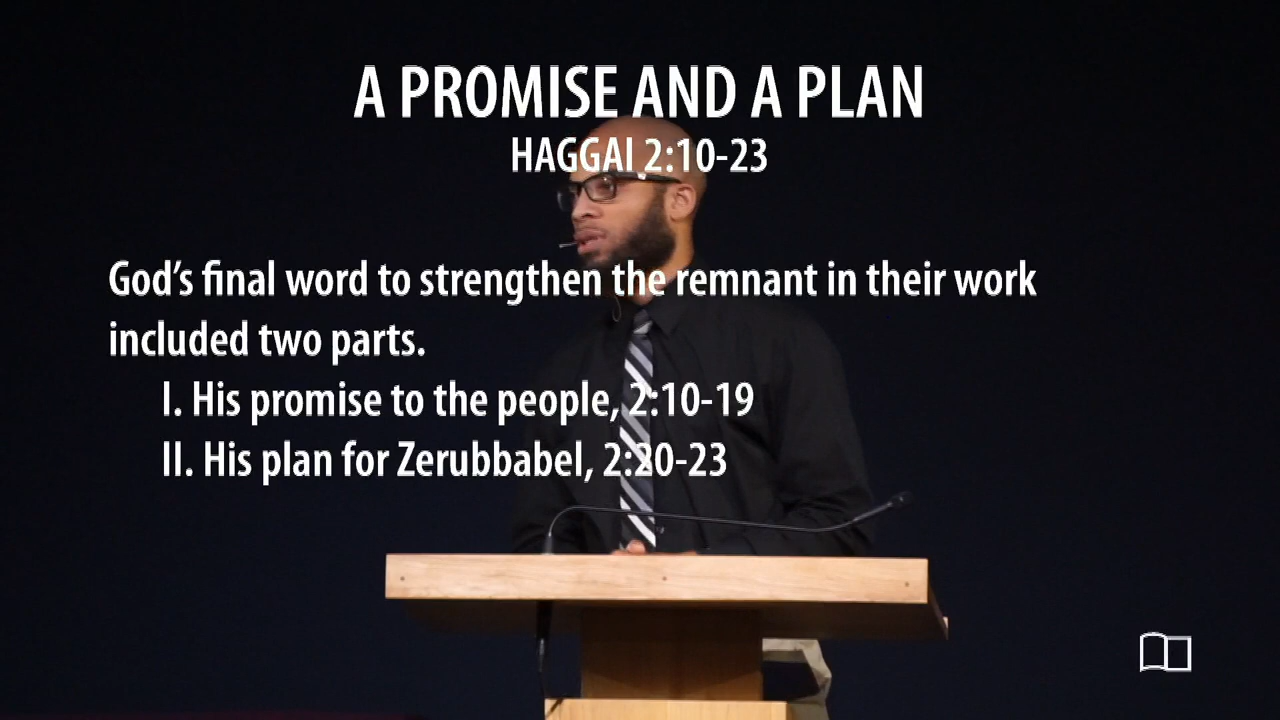 A PROMISE AND A PLAN
HAGGAI 2:10-23
God’s final word to strengthen the remnant in their work
included two parts.
I. His promise to the people, 2:10-19
II. His plan for Zerubbabel, 2:20-23